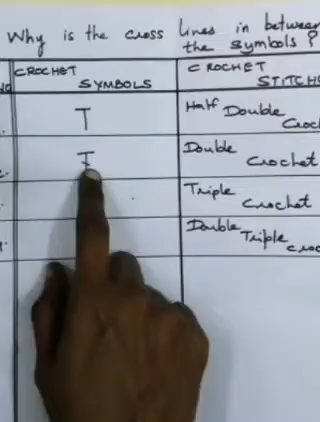 Why is the cross lines in between
the symbols?
CROCHET SYMBOLS
CROCHET
T
Half Double
Double Crochet
Triple Crochet
Double Triple